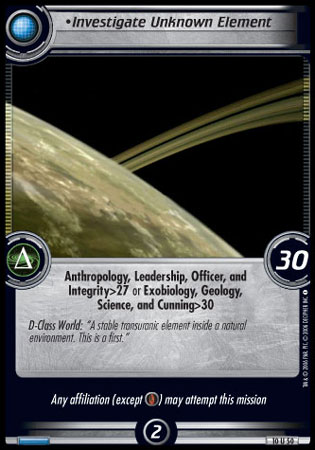 •Investigate Unknown Element
Δ
30
Anthropology, Leadership, Officer, and
Integrity>27 or Exobiology, Geology,
Science, and Cunning>30
D-Class World: "A stable transuranic element inside a natural
environment. This is a first."
Any affiliation (except ) may attempt this mission
2
10 U 50